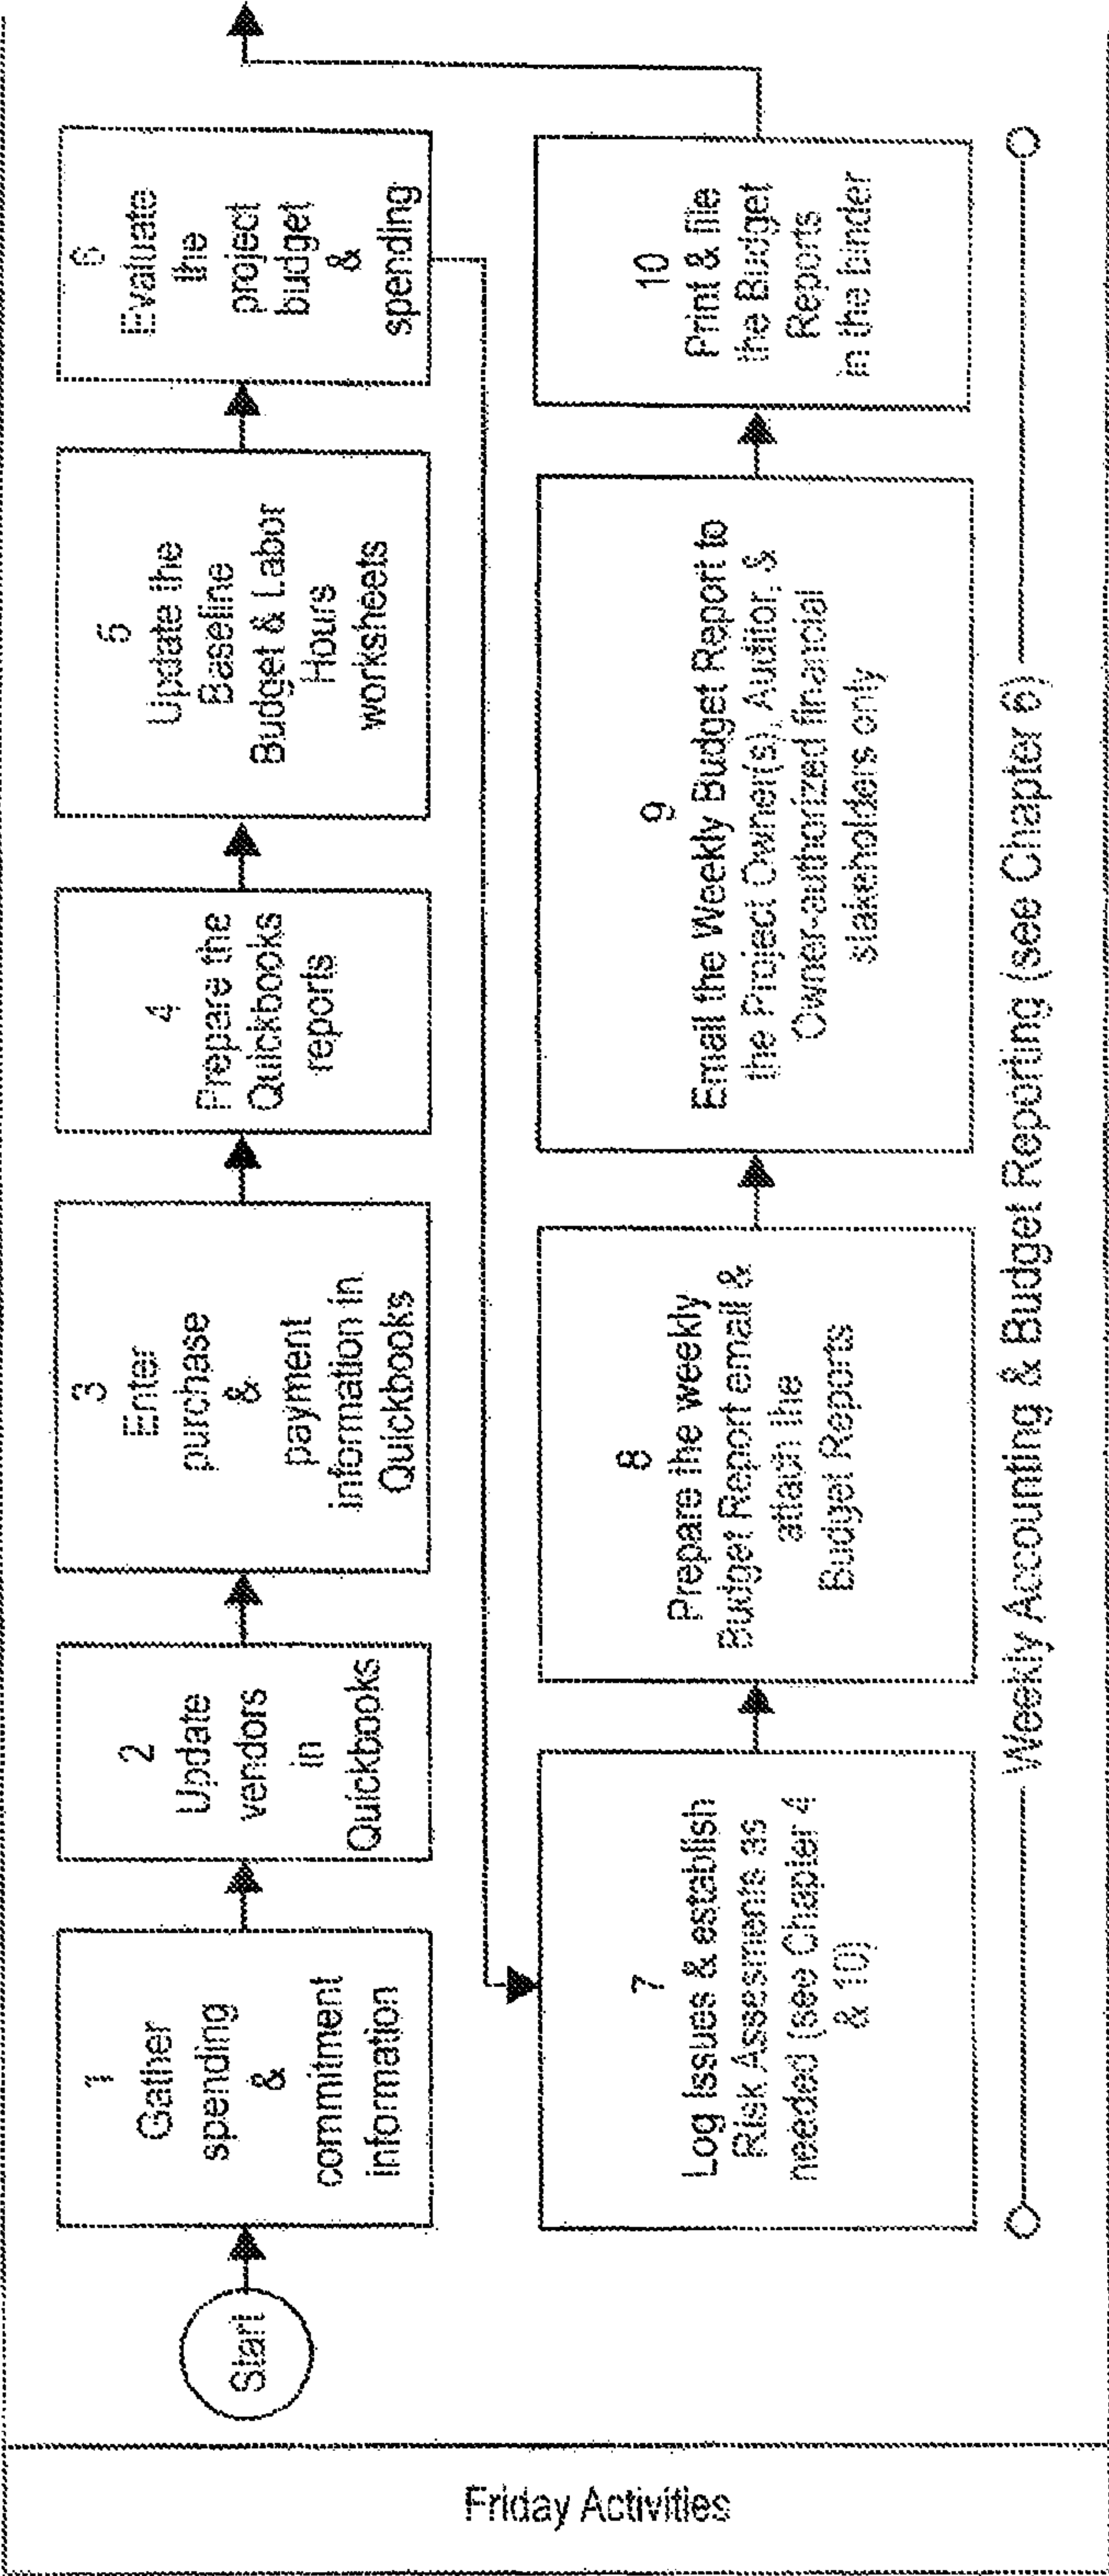 Friday Activities
Start
1
Gather
spending
&
commitment
information
2
Update
vendors
in
Quickbooks
3
Enter
purchase
&
payment
information in
Quickbooks
4
Prepare the
Quickbooks
reports
5
Update the
Baseline
Budget & Labor
Hours
worksheets
6
Evaluate
the
project
budget
&
spending
7
Log Issues & establish
Risk Assesments as
needed (see Chapter 4
& 10)
8
Prepare the weekly
Budget Report email &
attach the
Budget Reports
9
Email the Weekly Budget Report to
the Project Owner(s), Auditor, &
Owner-authorized financial
stakeholders only
10
Print & file
the Budget
Reports
in the binder
Weekly Accounting & Budget Reporting (see Chapter 6)